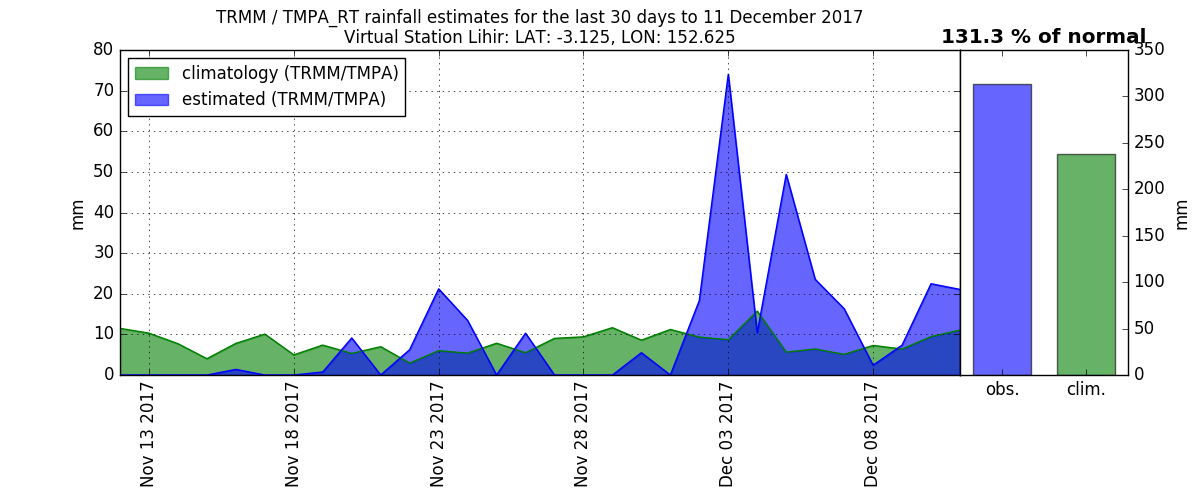 TRMM / TMPA_RT rainfall estimates for the last 30 days to 11 December 2017
Virtual Station Lihir: LAT: -3.125, LON: 152.625
131.3 % of normal
climatology (TRMM/TMPA)
estimated (TRMM/TMPA)
mm
80
70
60
50
40
30
20
10
0
Nov 13 2017
Nov 18 2017
Nov 23 2017
Nov 28 2017
Dec 03 2017
Dec 08 2017
obs.
clim.
350
300
250
200
150
100
50
0
mm